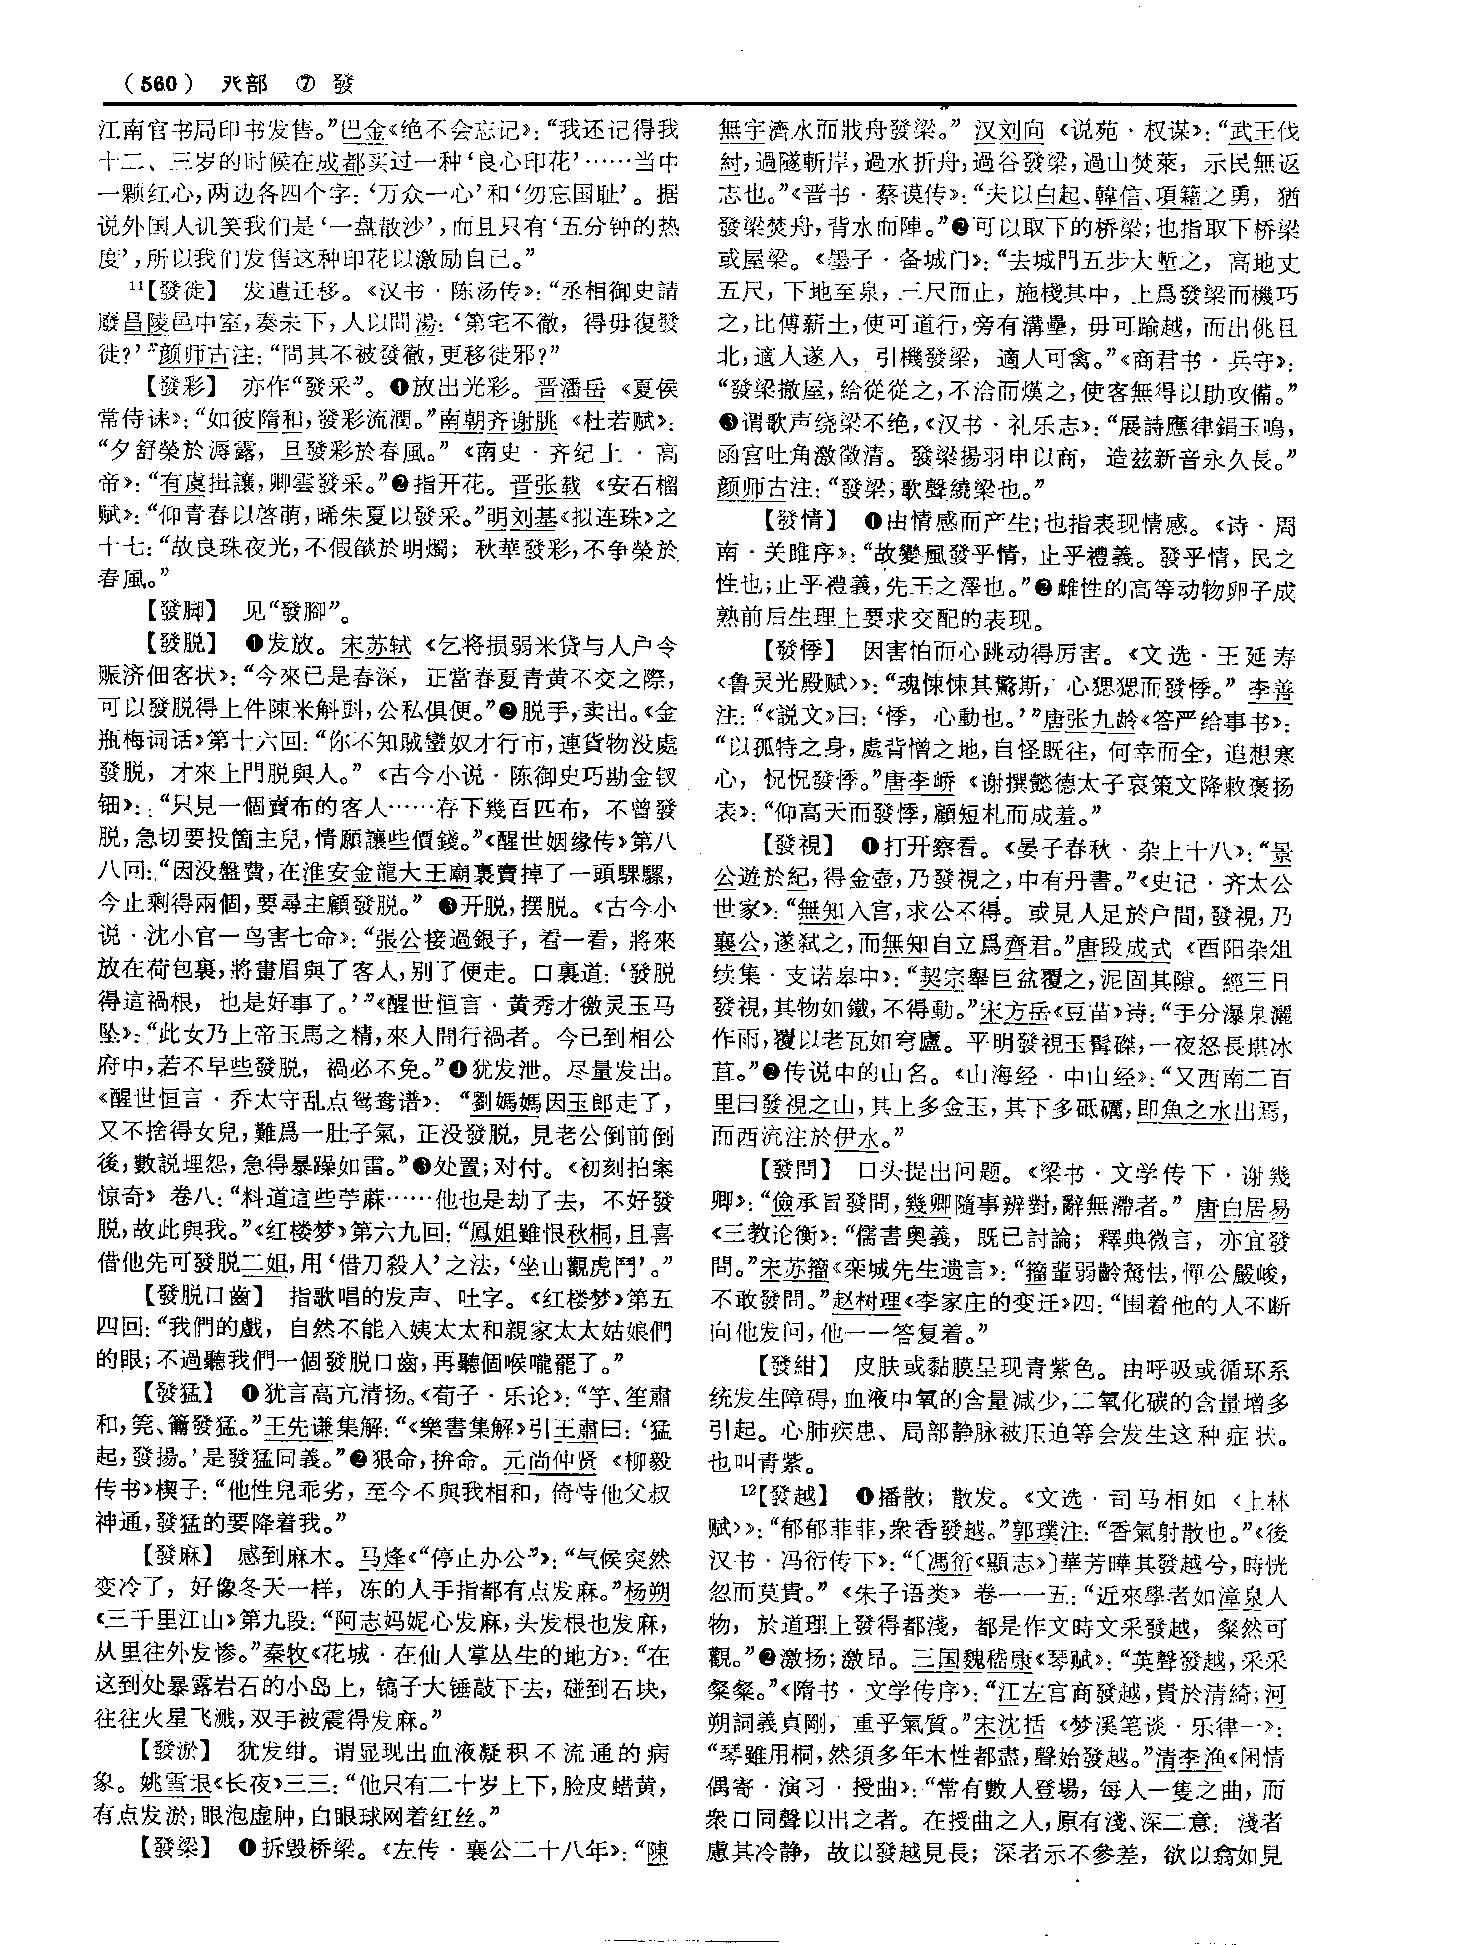 （560） 癶部 ⑦ 發
江南官书局印书发售。”巴金《绝不会忘记》：“我还记得我
十二、三岁的时候在成都买过一种‘良心印花’……当中
一颗红心，两边各四个字：‘万众一心’和‘勿忘国耻’。据
说外国人讥笑我们是‘一盘散沙’，而且只有‘五分钟的热
度’，所以我们发售这种印花以激励自己。”
11【發徙】 发遣迁移。《汉书·陈汤传》：“丞相御史請
廢昌陵邑中室，奏未下，人以問湯：‘第宅不徹，得毋復發
徙？’”颜师古注：“問其不被發徹，更移徙邪？”
【發彩】 亦作“發采”。❶放出光彩。晋潘岳《夏侯
常侍诔》：“如彼隋和，發彩流潤。”南朝齐谢朓《杜若赋》：
“夕舒榮於溽露，旦發彩於春風。”《南史·齐纪上·高
帝》：“有虞揖讓，卿雲發采。”❷指开花。晋张载《安石榴
赋》：“仰青春以啓萌，晞朱夏以發采。”明刘基《拟连珠》之
十七：“故良珠夜光，不假燄於明燭；秋華發彩，不争榮於
春風。”
【發脚】 见“發腳”。
【發脱】 ❶发放。宋苏轼《乞将损弱米贷与人户令
赈济佃客状》：“今來已是春深，正當春夏青黄不交之際，
可以發脱得上件陳米斛㪷，公私俱便。”❷脱手，卖出。《金
瓶梅词话》第十六回：“你不知賊蠻奴才行市，連貨物没處
發脱，才來上門脱與人。”《古今小说·陈御史巧勘金钗
钿》：“只見一個賣布的客人……存下幾百匹布，不曾發
脱，急切要投箇主兒，情願讓些價錢。”《醒世姻缘传》第八
八回：“因没盤費，在淮安金龍大王廟裏賣掉了一頭騾騾，
今止剩得兩個，要尋主顧發脱。”❸开脱，摆脱。《古今小
说·沈小官一鸟害七命》：“張公接過銀子，看一看，將來
放在荷包裏，將畫眉與了客人，别了便走。口裏道：‘發脱
得這禍根，也是好事了。’”《醒世恒言·黄秀才徼灵玉马
坠》：“此女乃上帝玉馬之精，來人間行禍者。今已到相公
府中，若不早些發脱，禍必不免。”❹犹发泄。尽量发出。
《醒世恒言·乔太守乱点鸳鸯谱》：“劉媽媽因玉郎走了，
又不捨得女兒，難爲一肚子氣，正没發脱，見老公倒前倒
後，數説埋怨，急得暴躁如雷。”❺处置；对付。《初刻拍案
惊奇》卷八：“料道這些苧蔴……他也是劫了去，不好發
脱，故此與我。”《红楼梦》第六九回：“鳳姐雖恨秋桐，且喜
借他先可發脱二姐，用‘借刀殺人’之法，‘坐山觀虎鬥’。”
【發脱口齒】 指歌唱的发声、吐字。《红楼梦》第五
四回：“我們的戲，自然不能入姨太太和親家太太姑娘們
的眼；不過聽我們一個發脱口齒，再聽個喉嚨罷了。”
【發猛】 ❶犹言高亢清扬。《荀子·乐论》：“竽、笙肅
和，筦、籥發猛。”王先谦集解：“《樂書集解》引王肅曰：‘猛
起，發揚。’是發猛同義。”❷狠命，拚命。元尚仲贤《柳毅
传书》楔子：“他性兒乖劣，至今不與我相和，倚恃他父叔
神通，發猛的要降着我。”
【發麻】 感到麻木。马烽《“停止办公”》：“气候突然
变冷了，好像冬天一样，冻的人手指都有点发麻。”杨朔
《三千里江山》第九段：“阿志妈妮心发麻，头发根也发麻，
从里往外发惨。”秦牧《花城·在仙人掌丛生的地方》：“在
这到处暴露岩石的小岛上，镐子大锤敲下去，碰到石块，
往往火星飞溅，双手被震得发麻。”
【發淤】 犹发绀。谓显现出血液凝积不流通的病
象。姚雪垠《长夜》三三：“他只有二十岁上下，脸皮蜡黄，
有点发淤，眼泡虚肿，白眼球网着红丝。”
【發梁】 ❶拆毁桥梁。《左传·襄公二十八年》：“陳
無宇濟水而戕舟發梁。”汉刘向《说苑·权谋》：“武王伐
紂，過隧斬岸，過水折舟，過谷發梁，過山焚萊，示民無返
志也。”《晋书·蔡谟传》：“夫以白起、韓信、項籍之勇，猶
發梁焚舟，背水而陣。”❷可以取下的桥梁；也指取下桥梁
或屋梁。《墨子·备城门》：“去城門五步大塹之，高地丈
五尺，下地至泉，三尺而止，施棧其中，上爲發梁而機巧
之，比傅薪土，使可道行，旁有溝壘，毋可踰越，而出佻且
北，適人遂入，引機發梁，適人可禽。”《商君书·兵守》：
“發梁撤屋，給從從之，不洽而熯之，使客無得以助攻備。”
❸谓歌声绕梁不绝，《汉书·礼乐志》：“展詩應律鋗玉鳴，
函宫吐角激徵清。發梁揚羽申以商，造兹新音永久長。”
颜师古注：“發梁，歌聲繞梁也。”
【發情】 ❶由情感而产生；也指表现情感。《诗·周
南·关雎序》：“故變風發乎情，止乎禮義。發乎情，民之
性也；止乎禮義，先王之澤也。”❷雌性的高等动物卵子成
熟前后生理上要求交配的表现。
【發悸】 因害怕而心跳动得厉害。《文选·王延寿
〈鲁灵光殿赋〉》：“魂悚悚其驚斯，心𤟧𤟧而發悸。”李善
注：“《説文》曰：‘悸，心動也。’”唐张九龄《答严给事书》：
“以孤特之身，處背憎之地，自怪既往，何幸而全，追想寒
心，怳怳發悸。”唐李峤《谢撰懿德太子哀策文降敕褒扬
表》：“仰高天而發悸，顧短札而成羞。”
【發視】 ❶打开察看。《晏子春秋·杂上十八》：“景
公遊於紀，得金壺，乃發視之，中有丹書。”《史记·齐太公
世家》：“無知入宫，求公不得。或見人足於户間，發視，乃
襄公，遂弑之，而無知自立爲齊君。”唐段成式《酉阳杂俎
续集·支诺皋中》：“契宗舉巨盆覆之，泥固其隙。經三日
發視，其物如鐵，不得動。”宋方岳《豆苗》诗：“手分瀑泉灑
作雨，覆以老瓦如穹廬。平明發視玉髯磔，一夜怒長堪冰
苴。”❷传说中的山名。《山海经·中山经》：“又西南二百
里曰發視之山，其上多金玉，其下多砥礪，即魚之水出焉，
而西流注於伊水。”
【發問】 口头提出问题。《梁书·文学传下·谢幾
卿》：“儉承旨發問，幾卿隨事辨對，辭無滯者。”唐白居易
《三教论衡》：“儒書奧義，既已討論；釋典微言，亦宜發
問。”宋苏籀《栾城先生遗言》：“籀輩弱齡駑怯，憚公嚴峻，
不敢發問。”赵树理《李家庄的变迁》四：“围着他的人不断
向他发问，他一一答复着。”
【發紺】 皮肤或黏膜呈现青紫色。由呼吸或循环系
统发生障碍，血液中氧的含量减少，二氧化碳的含量增多
引起。心肺疾患、局部静脉被压迫等会发生这种症状。
也叫青紫。
12【發越】 ❶播散；散发。《文选·司马相如〈上林
赋〉》：“郁郁菲菲，衆香發越。”郭璞注：“香氣射散也。”《後
汉书·冯衍传下》：“〔馮衍《顯志》〕華芳曄其發越兮，時恍
忽而莫貴。”《朱子语类》卷一一五：“近來學者如漳泉人
物，於道理上發得都淺，都是作文時文采發越，粲然可
觀。”❷激扬；激昂。三国魏嵇康《琴赋》：“英聲發越，采采
粲粲。”《隋书·文学传序》：“江左宫商發越，貴於清綺；河
朔詞義貞剛，重乎氣質。”宋沈括《梦溪笔谈·乐律一》：
“琴雖用桐，然須多年木性都盡，聲始發越。”清李渔《闲情
偶寄·演习·授曲》：“常有數人登場，每人一隻之曲，而
衆口同聲以出之者。在授曲之人，原有淺、深二意：淺者
慮其冷静，故以發越見長；深者示不參差，欲以翕如見